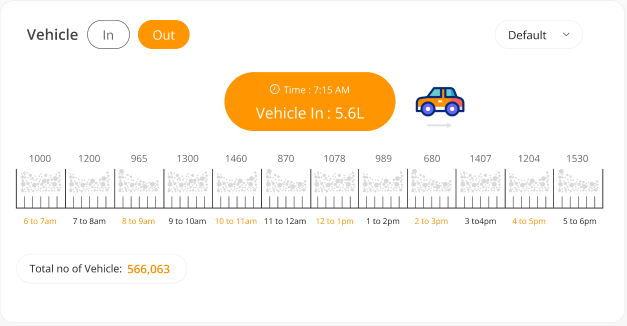 Vehicle In Out Default
Time : 7:15 AM
Vehicle In : 5.6L
1000 1200 965 1300 1460 870 1078 989 680 1407 1204 1530
6 to 7am 7 to 8am 8 to 9am 9 to 10am 10 to 11am 11 to 12am 12 to 1pm 1 to 2pm 2 to 3pm 3 to4pm 4 to 5pm 5 to 6pm
Total no of Vehicle: 566,063